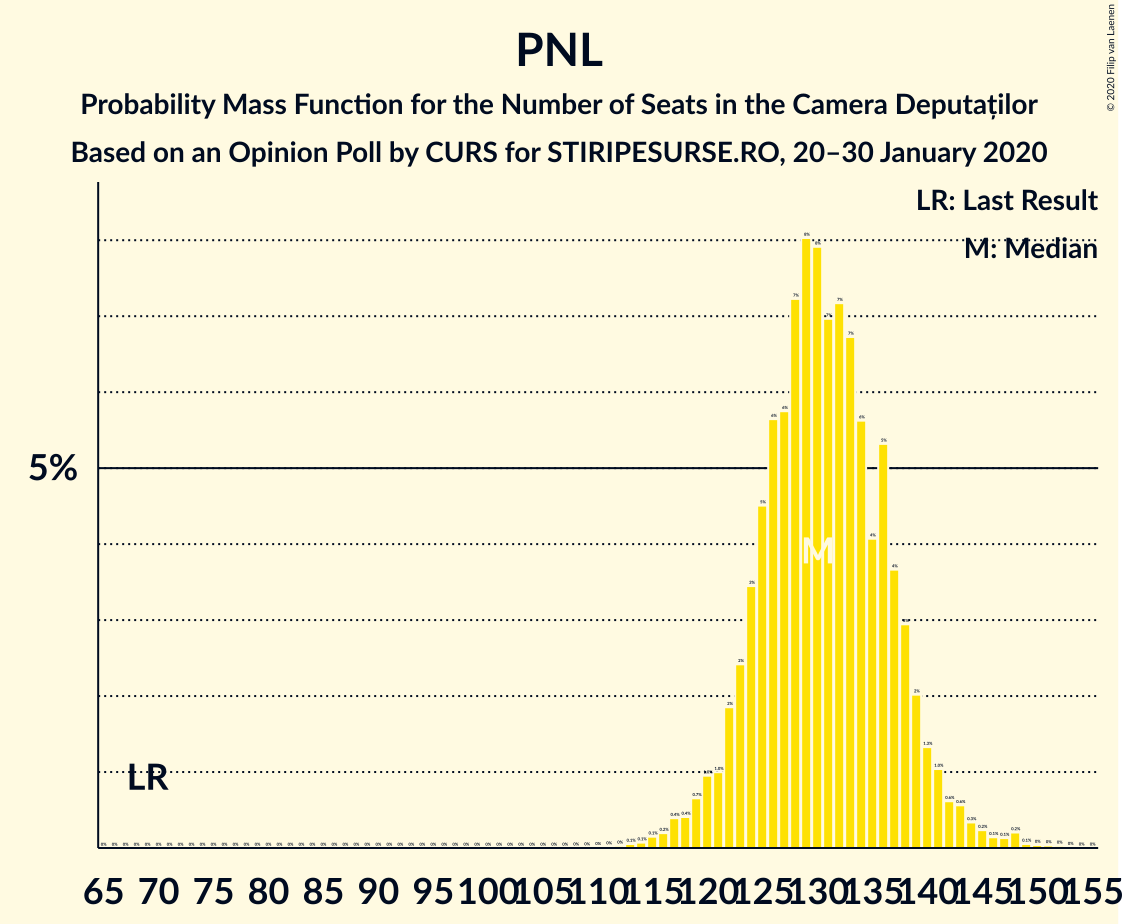 PNL
Probability Mass Function for the Number of Seats in the Camera Deputaților
Based on an Opinion Poll by CURS for STIRIPESURSE.RO, 20–30 January 2020
© 2020 Filip van Laenen
LR: Last Result
M: Median
5%
M
LR
65 70 75 80 85 90 95 100 105 110 115 120 125 130 135 140 145 150 155